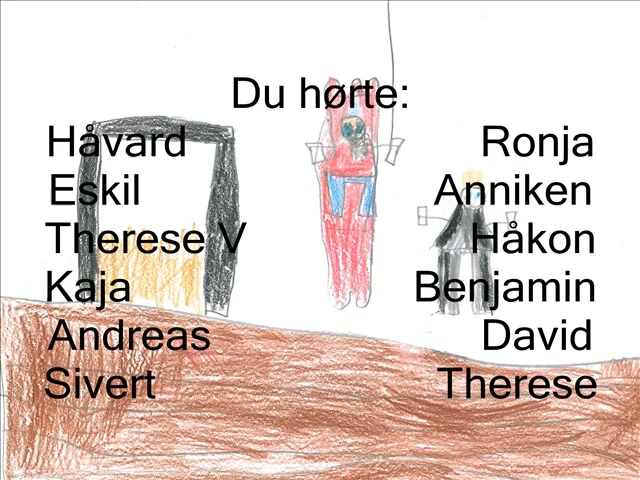 Du hørte:
Håvard Ronja
Eskil Anniken
Therese V Håkon
Kaja Benjamin
Andreas David
Sivert Therese